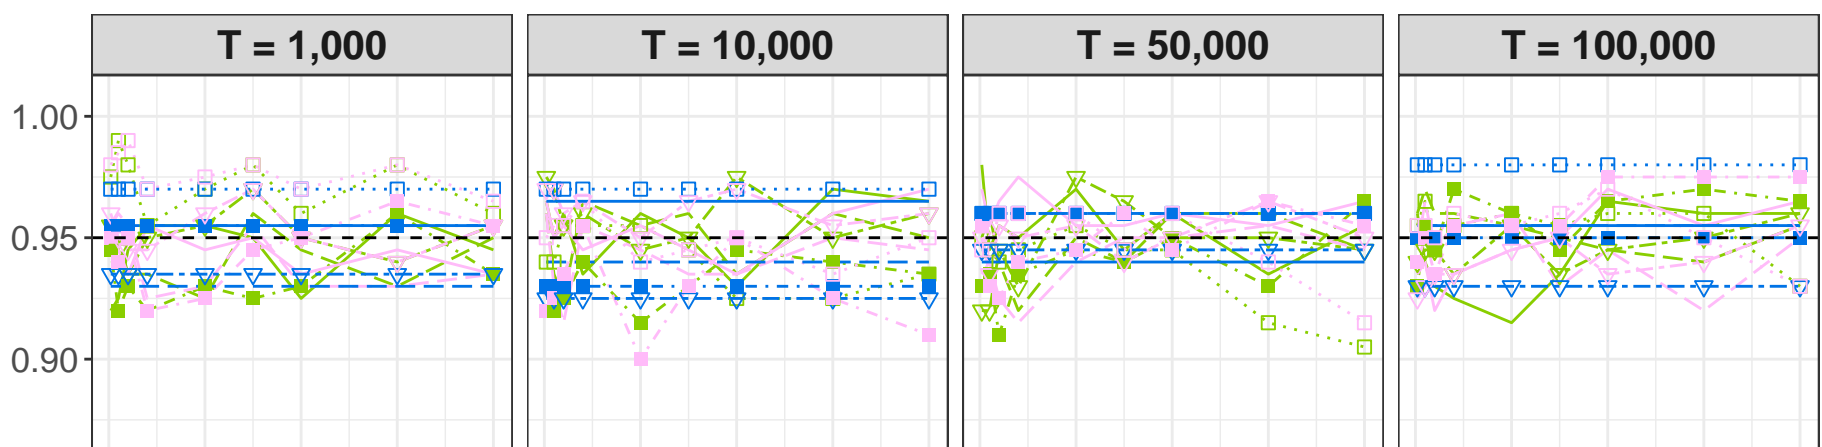 T = 1,000
T = 10,000
T = 50,000
T = 100,000
1.00
0.95
0.90